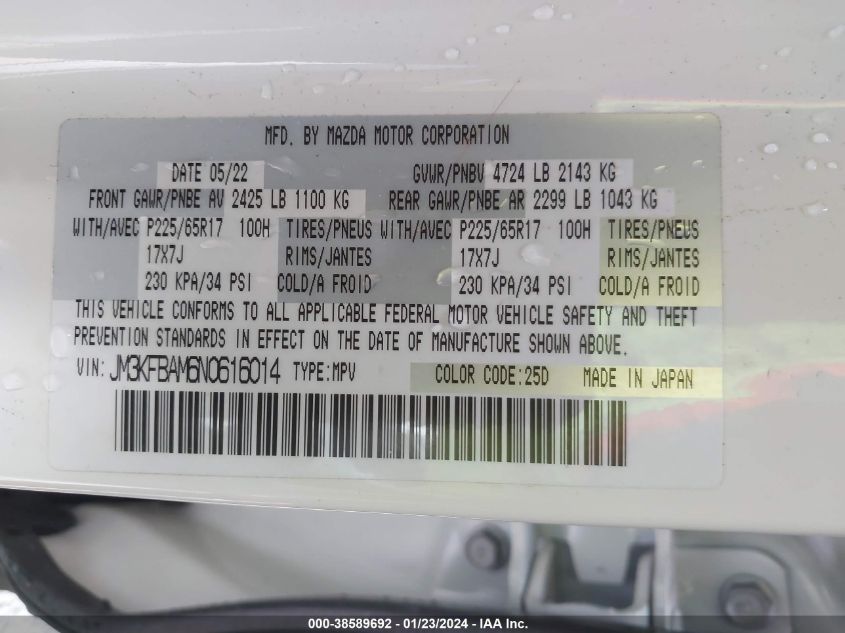 MFD. BY MAZDA MOTOR CORPORATION
DATE 05/22 GVWR/PNBV 4724 LB 2143 KG
FRONT GAWR/PNBE AV 2425 LB 1100 KG REAR GAWR/PNBE AR 2299 LB 1043 KG
WITH/AVEC P225/65R17 100H TIRES/PNEUS WITH/AVEC P225/65R17 100H TIRES/PNEUS
17X7J RIMS/JANTES 17X7J RIMS/JANTES
230 KPA/34 PSI COLD/A FROID 230 KPA/34 PSI COLD/A FROID
THIS VEHICLE CONFORMS TO ALL APPLICABLE FEDERAL MOTOR VEHICLE SAFETY AND THEFT
PREVENTION STANDARDS IN EFFECT ON THE DATE OF MANUFACTURE SHOWN ABOVE.
VIN: JM3KFBAM6N0616014 TYPE:MPV COLOR CODE:25D MADE IN JAPAN
000-38589692 - 01/23/2024 - IAA Inc.